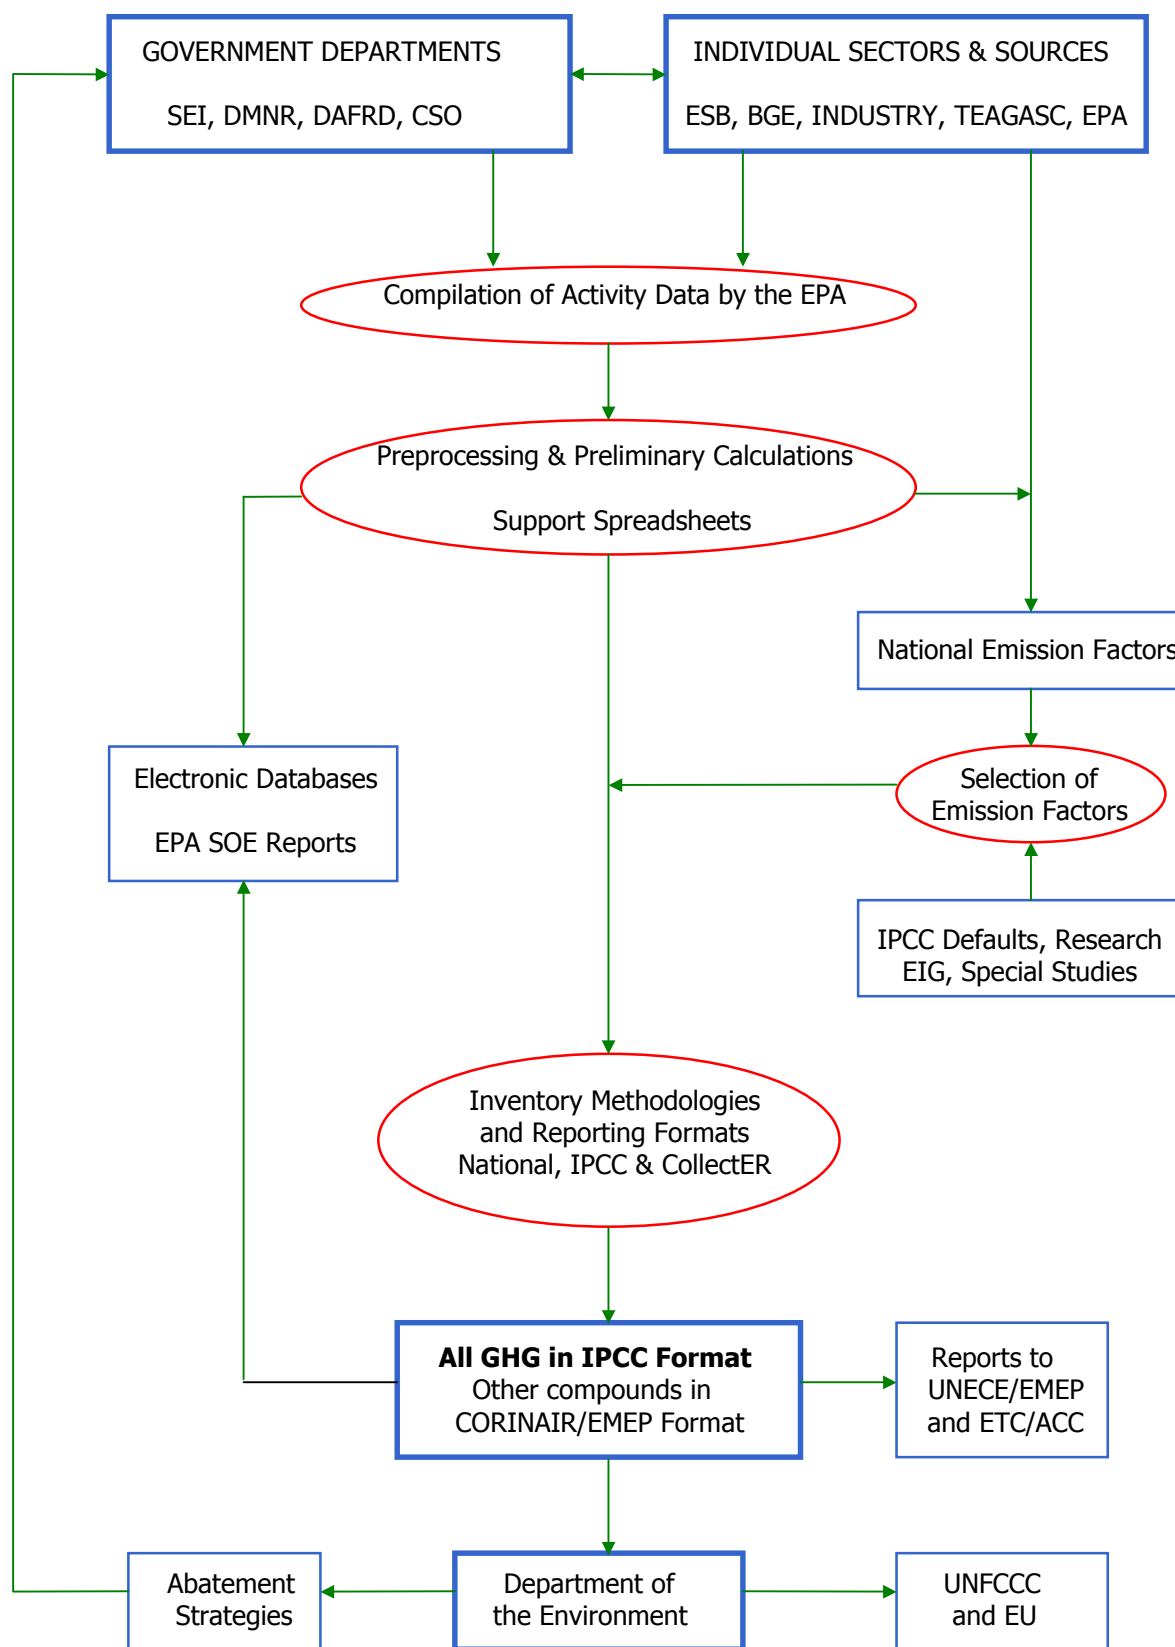 GOVERNMENT DEPARTMENTS
SEI, DMNR, DAFRD, CSO
INDIVIDUAL SECTORS & SOURCES
ESB, BGE, INDUSTRY, TEAGASC, EPA
Compilation of Activity Data by the EPA
Preprocessing & Preliminary Calculations
Support Spreadsheets
National Emission Factors
Electronic Databases
EPA SOE Reports
Selection of
Emission Factors
IPCC Defaults, Research
EIG, Special Studies
Inventory Methodologies
and Reporting Formats
National, IPCC & CollectER
All GHG in IPCC Format
Other compounds in
CORINAIR/EMEP Format
Reports to
UNECE/EMEP
and ETC/ACC
Abatement
Strategies
Department of
the Environment
UNFCCC
and EU